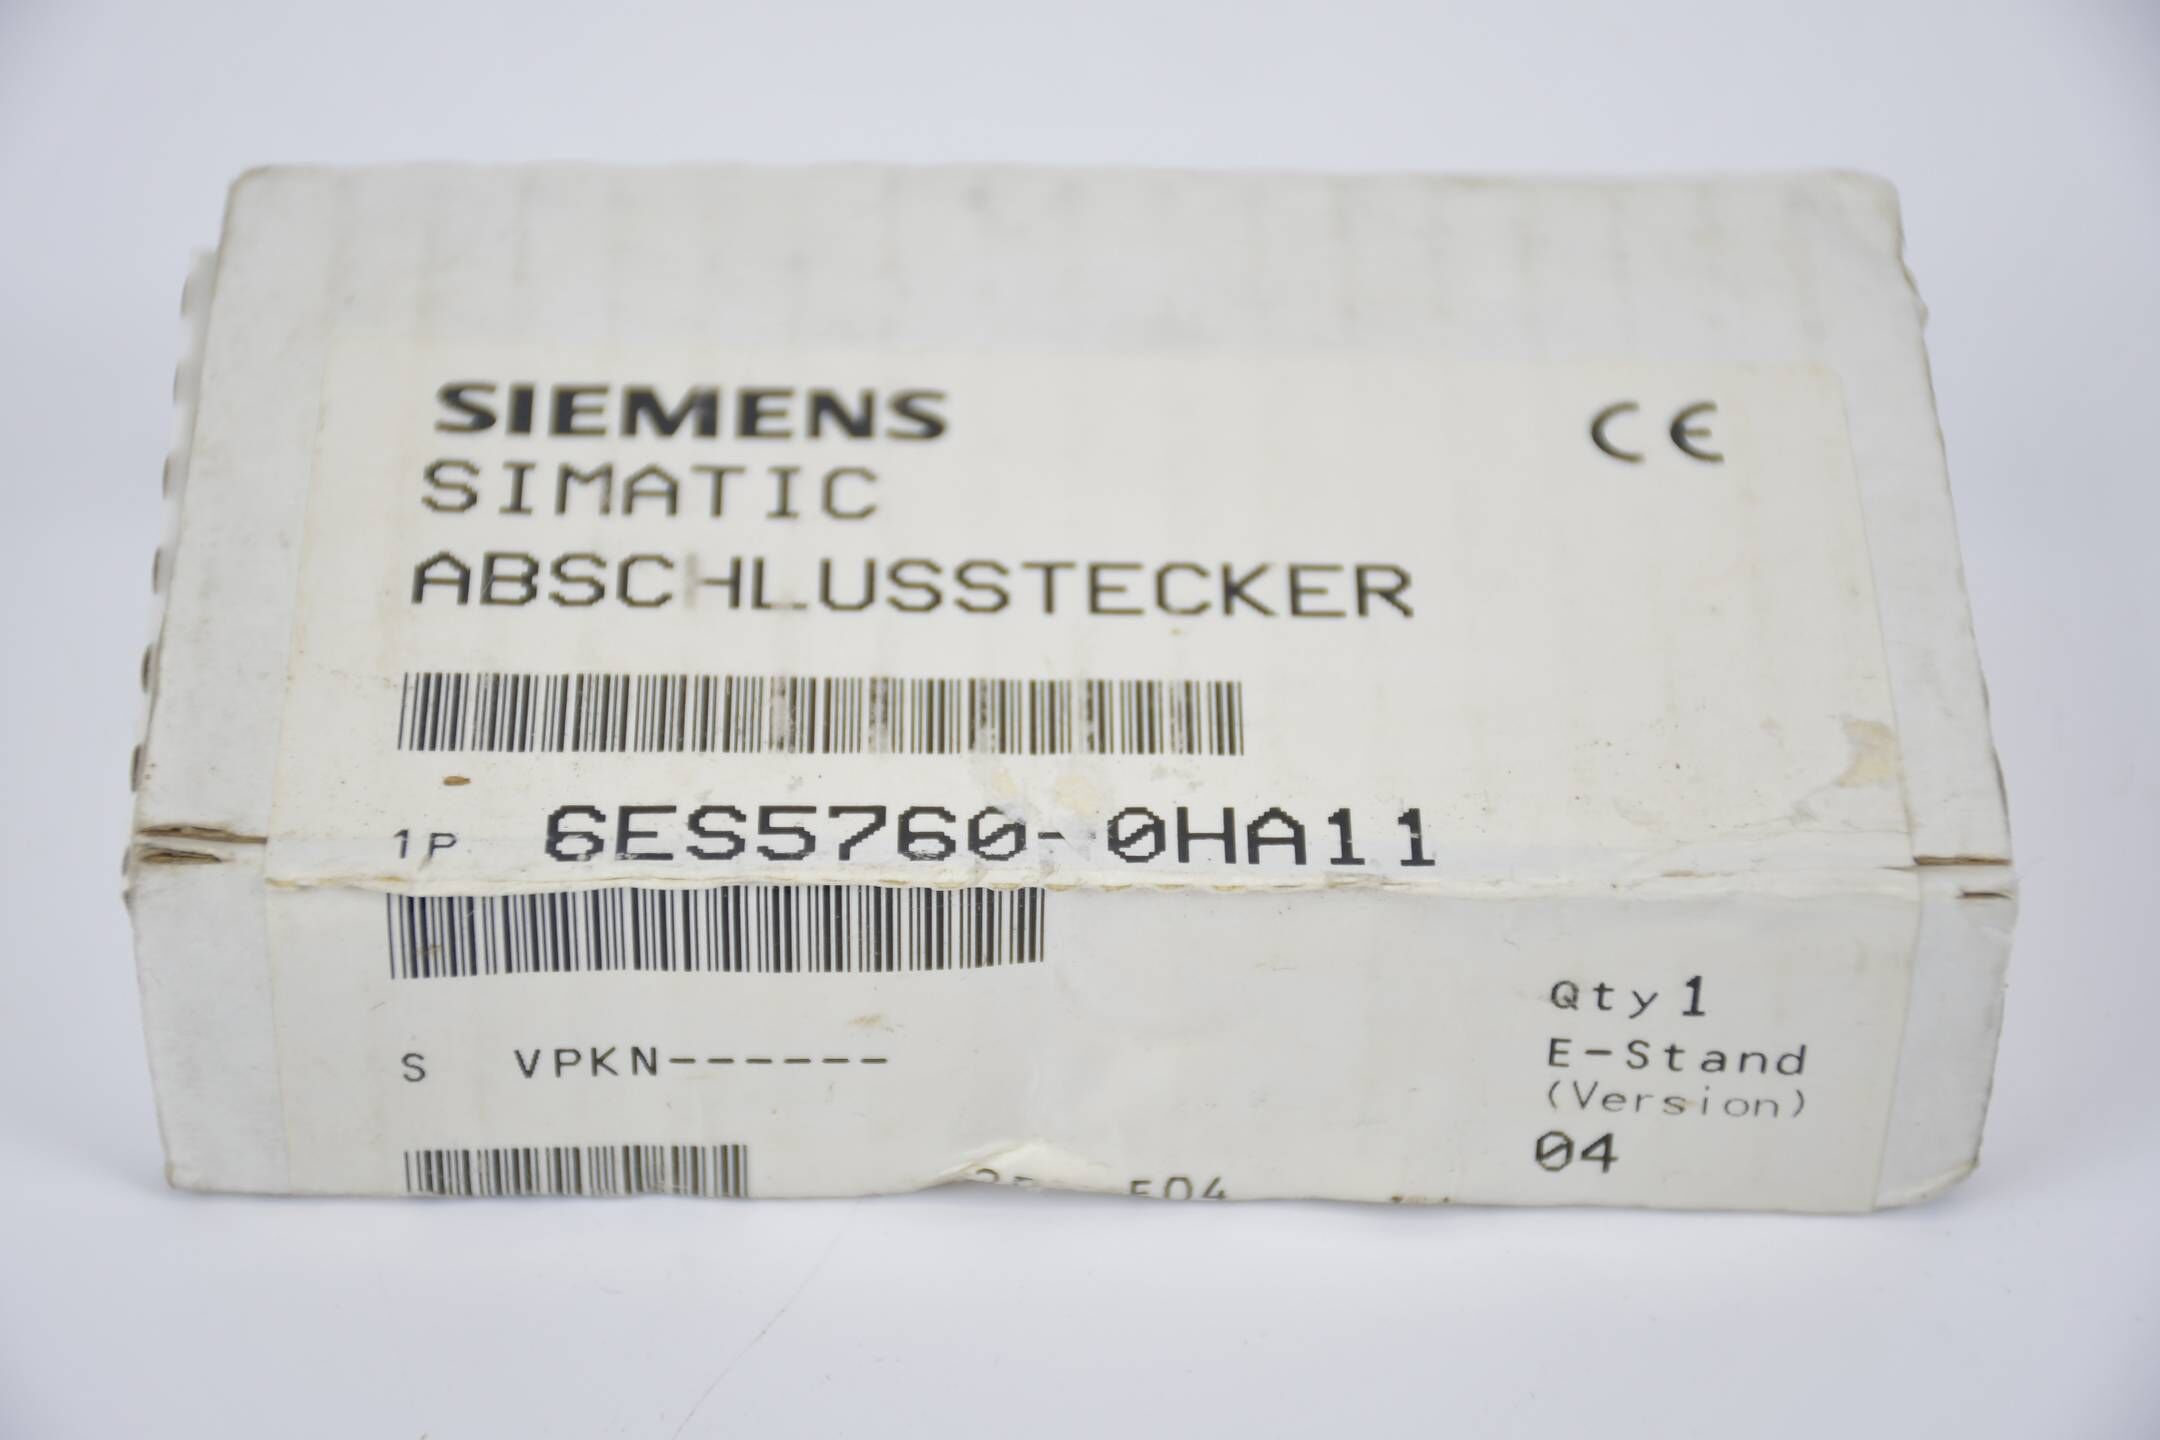 SIEMENS
CE
SIMATIC
ABSCHLUSSTECKER
1P 6ES5760-0HA11
S VPKN------
Qty 1
E-Stand
(Version)
04